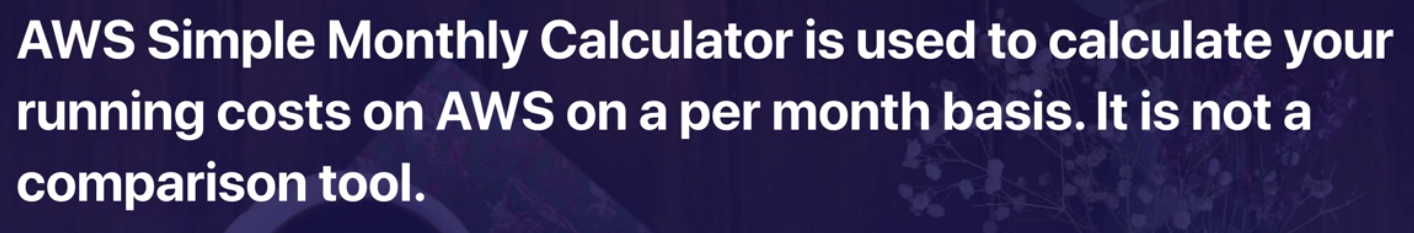 AWS Simple Monthly Calculator is used to calculate your
running costs on AWS on a per month basis. It is not a
comparison tool.